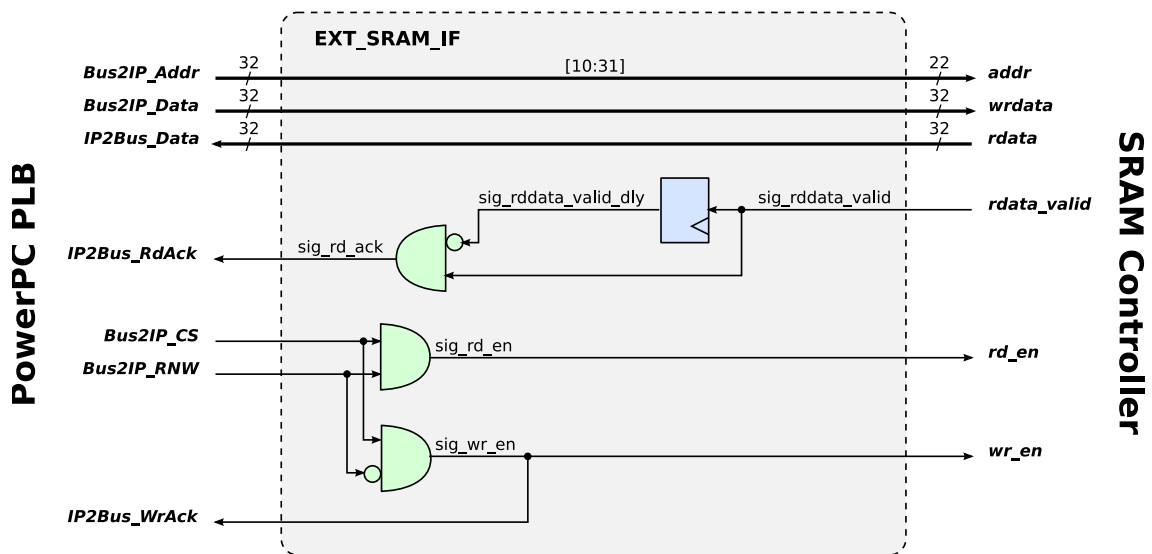 EXT_SRAM_IF
Bus2IP_Addr 32 [10:31] 22 addr
Bus2IP_Data 32 32 wrdata
IP2Bus_Data 32 32 rdata
sig_rddata_valid_dly sig_rddata_valid rdata_valid
IP2Bus_RdAck sig_rd_ack
Bus2IP_CS
sig_rd_en rd_en
Bus2IP_RNW
sig_wr_en wr_en
IP2Bus_WrAck
PowerPC PLB
SRAM Controller